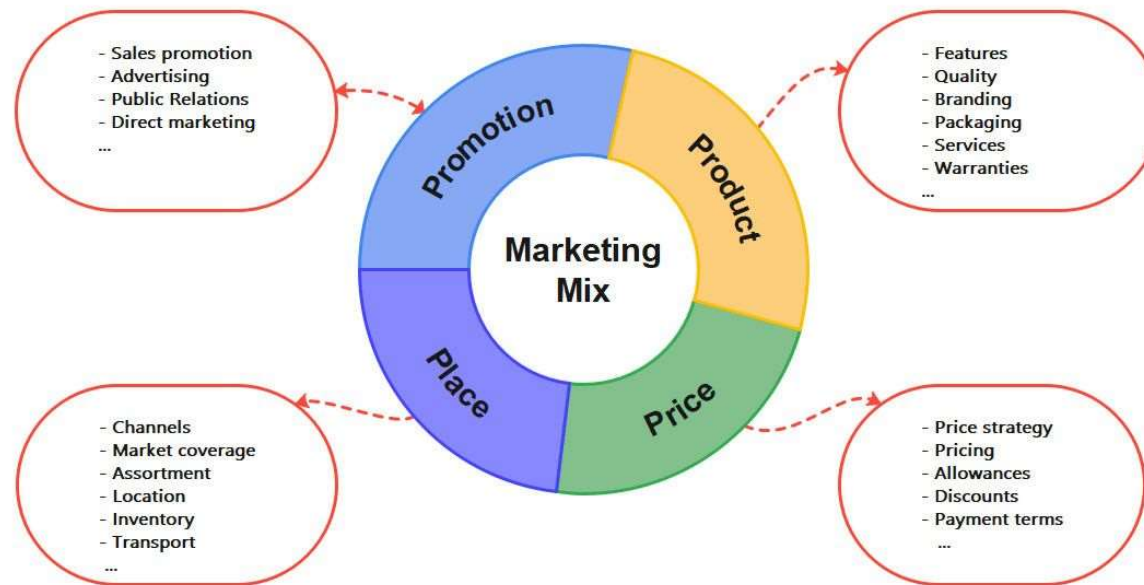 - Sales promotion
- Advertising
- Public Relations
- Direct marketing
...
- Features
- Quality
- Branding
- Packaging
- Services
- Warranties
...
Promotion
Product
Marketing
Mix
Place
Price
- Channels
- Market coverage
- Assortment
- Location
- Inventory
- Transport
...
- Price strategy
- Pricing
- Allowances
- Discounts
- Payment terms
...